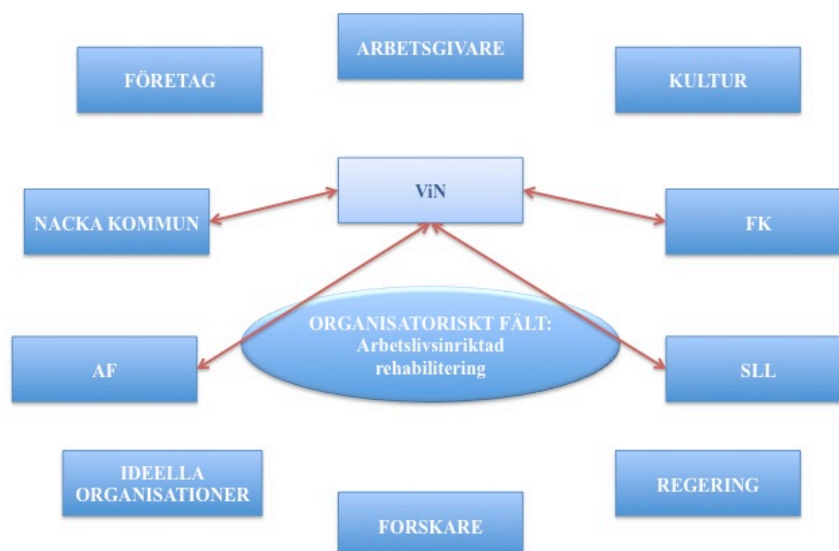 ARBETSGIVARE
FÖRETAG
KULTUR
ViN
NACKA KOMMUN
FK
ORGANISATORISKT FÄLT:
Arbetslivsinriktad
rehabilitering
AF
SLL
IDEELLA
ORGANISATIONER
REGERING
FORSKARE